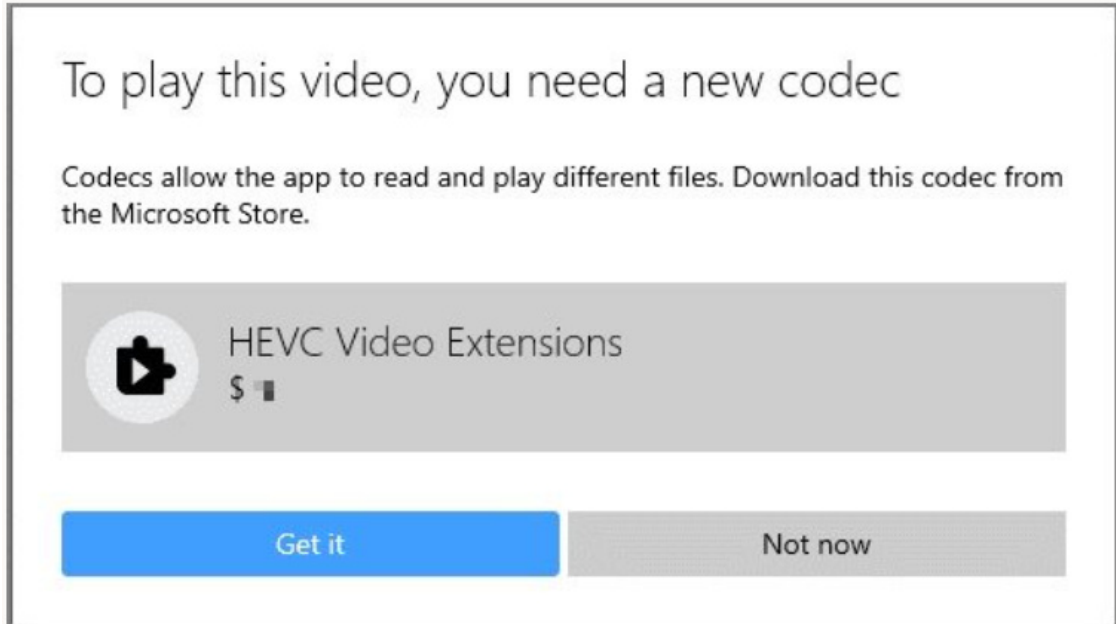 To play this video, you need a new codec
Codecs allow the app to read and play different files. Download this codec from
the Microsoft Store.
HEVC Video Extensions
$
Get it
Not now